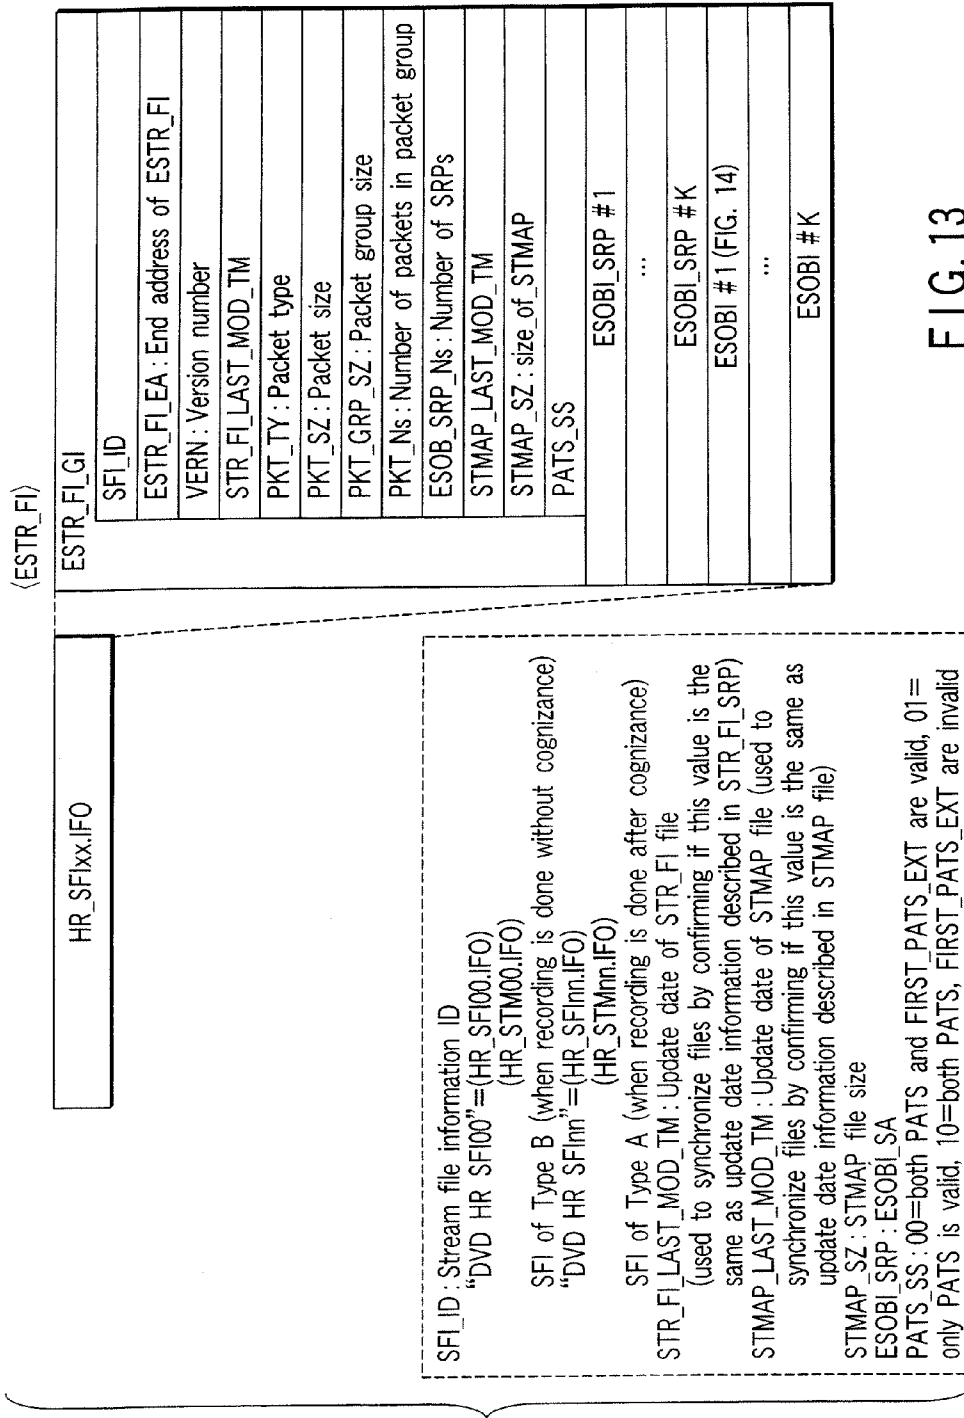 HR_SFIxx.IFO
⟨ESTR_FI⟩
ESTR_FI_GI
SFI_ID
ESTR_FI_EA : End address of ESTR_FI
VERN : Version number
STR_FI_LAST_MOD_TM
PKT_TY : Packet type
PKT_SZ : Packet size
PKT_GRP_SZ : Packet group size
PKT_Ns : Number of packets in packet group
ESOB_SRP_Ns : Number of SRPs
STMAP_LAST_MOD_TM
STMAP_SZ : size_of_STMAP
PATS_SS
ESOBI_SRP #1
...
ESOBI_SRP #K
ESOBI #1 (FIG. 14)
...
ESOBI #K
SFI_ID : Stream file information ID
“DVD HR SFI00”=(HR_SFI00.IFO)
(HR_STM00.IFO)
SFI of Type B (when recording is done without cognizance)
“DVD HR SFInn”=(HR_SFInn.IFO)
(HR_STMnn.IFO)
SFI of Type A (when recording is done after cognizance)
STR_FI_LAST_MOD_TM : Update date of STR_FI file
(used to synchronize files by confirming if this value is the
same as update date information described in STR_FI_SRP)
STMAP_LAST_MOD_TM : Update date of STMAP file (used to
synchronize files by confirming if this value is the same as
update date information described in STMAP file)
STMAP_SZ : STMAP file size
ESOBI_SRP : ESOBI_SA
PATS_SS : 00=both PATS and FIRST_PATS_EXT are valid, 01=
only PATS is valid, 10=both PATS, FIRST_PATS_EXT are invalid
FIG. 13